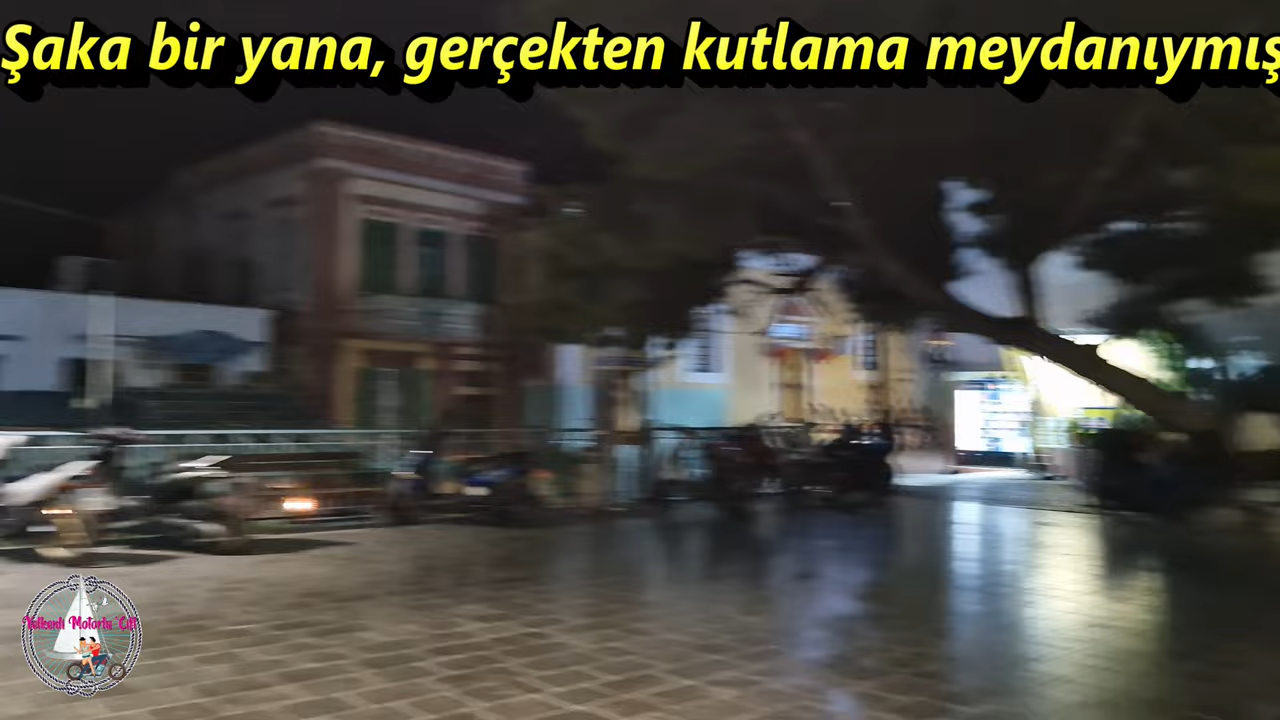 Şaka bir yana, gerçekten kutlama meydanıymış
Yelkenli Motorlu Çift